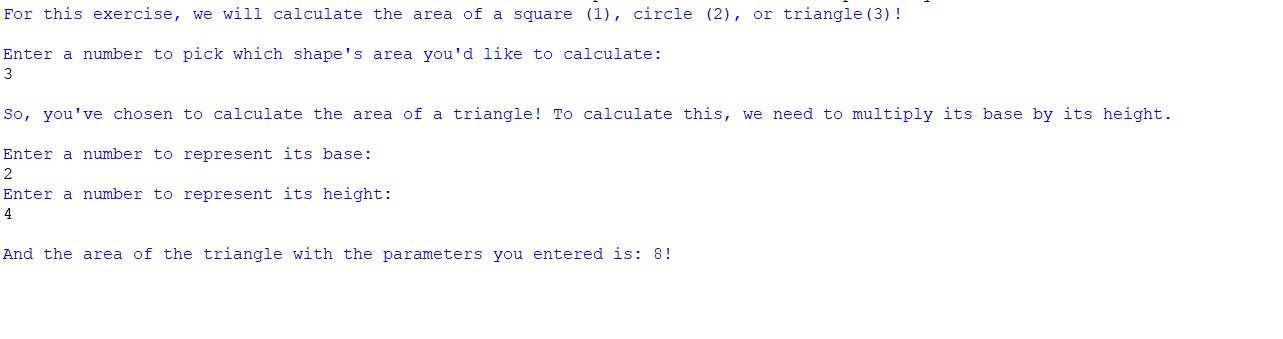 For this exercise, we will calculate the area of a square (1), circle (2), or triangle(3)!
Enter a number to pick which shape's area you'd like to calculate:
3
So, you've chosen to calculate the area of a triangle! To calculate this, we need to multiply its base by its height.
Enter a number to represent its base:
2
Enter a number to represent its height:
4
And the area of the triangle with the parameters you entered is: 8!